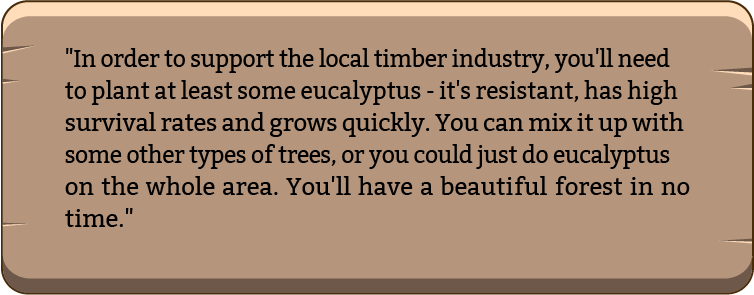 "In order to support the local timber industry, you'll need
to plant at least some eucalyptus - it's resistant, has high
survival rates and grows quickly. You can mix it up with
some other types of trees, or you could just do eucalyptus
on the whole area. You'll have a beautiful forest in no
time."